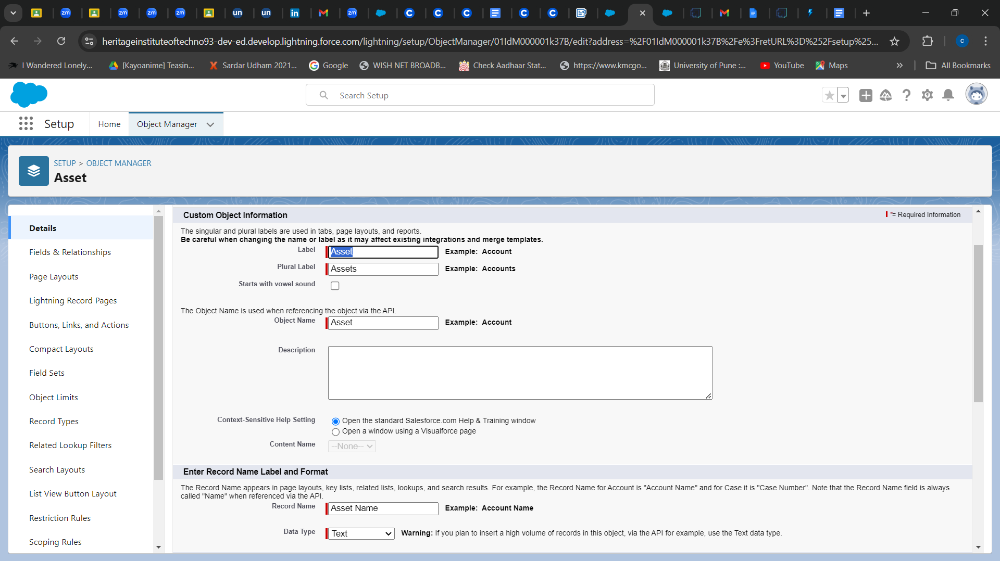 heritageinstituteoftechno93-dev-ed.develop.lightning.force.com/lightning/setup/ObjectManager/01IdM000001k37B/edit?address=%2F01IdM000001k37B%2Fe%3FretURL%3D%252Fsetup%25...
I Wandered Lonely...
[Kayoanime] Teasin...
Sardar Udham 2021...
Google
WISH NET BROADB...
Check Aadhaar Stat...
https://www.kmcgo...
University of Pune :...
YouTube
Maps
All Bookmarks
Search Setup
Setup
Home
Object Manager
SETUP > OBJECT MANAGER
Asset
Details
Fields & Relationships
Page Layouts
Lightning Record Pages
Buttons, Links, and Actions
Compact Layouts
Field Sets
Object Limits
Record Types
Related Lookup Filters
Search Layouts
List View Button Layout
Restriction Rules
Scoping Rules
Custom Object Information
*= Required Information
The singular and plural labels are used in tabs, page layouts, and reports.
Be careful when changing the name or label as it may affect existing integrations and merge templates.
Label Asset Example: Account
Plural Label Assets Example: Accounts
Starts with vowel sound
The Object Name is used when referencing the object via the API.
Object Name Asset Example: Account
Description
Context-Sensitive Help Setting Open the standard Salesforce.com Help & Training window
Open a window using a Visualforce page
Content Name --None--
Enter Record Name Label and Format
The Record Name appears in page layouts, key lists, related lists, lookups, and search results. For example, the Record Name for Account is "Account Name" and for Case it is "Case Number". Note that the Record Name field is always
called "Name" when referenced via the API.
Record Name Asset Name Example: Account Name
Data Type Text Warning: If you plan to insert a high volume of records in this object, via the API for example, use the Text data type.